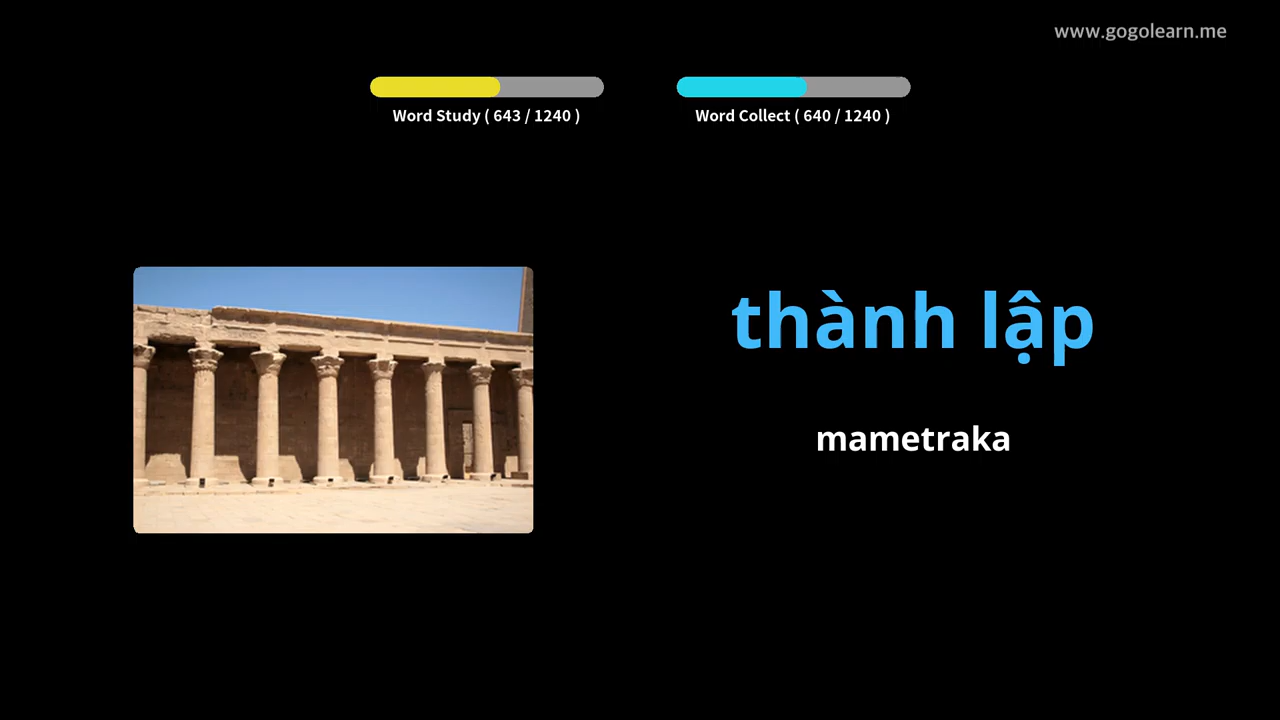 www.gogolearn.me
Word Study ( 643 / 1240 )
Word Collect ( 640 / 1240 )
thành lập
mametraka